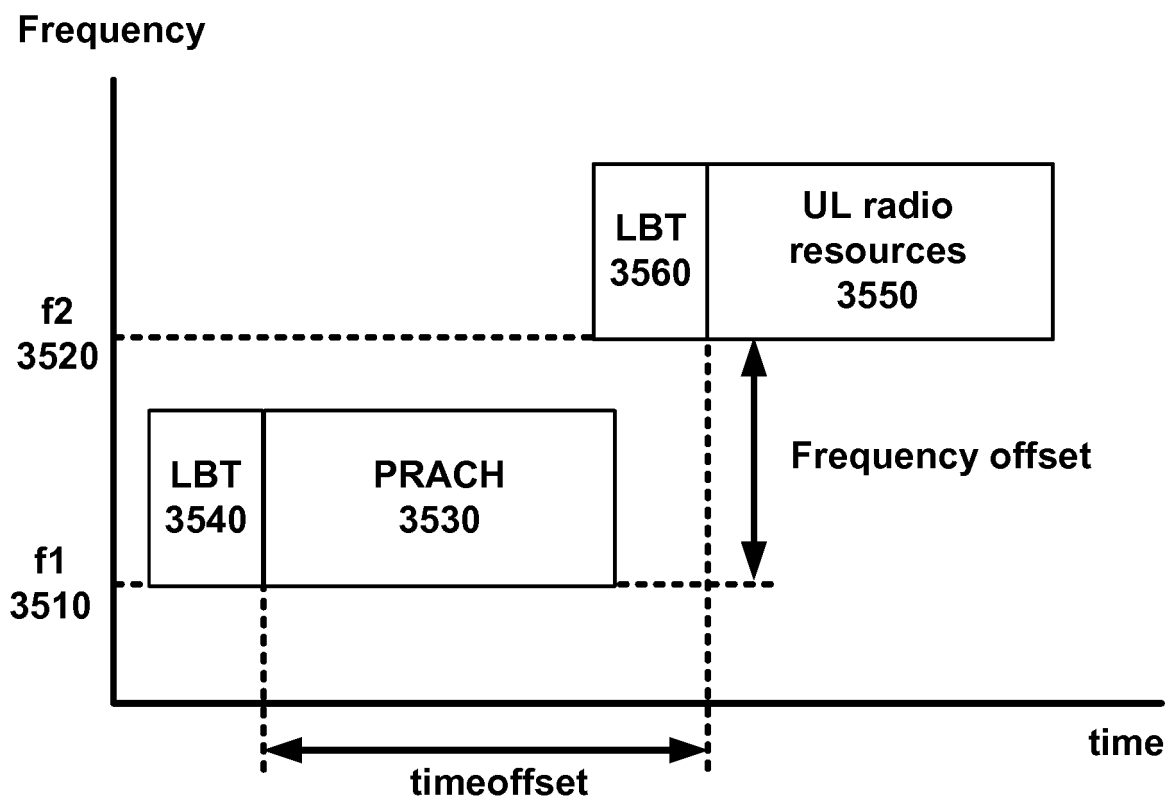 Frequency
LBT
3560
UL radio
resources
3550
f2
3520
Frequency offset
LBT
3540
PRACH
3530
f1
3510
time
timeoffset